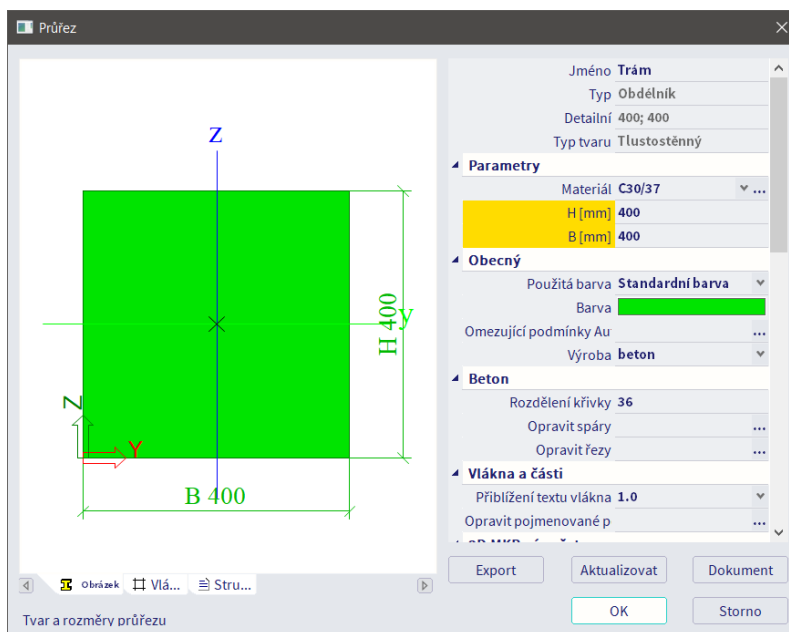 Průřez
Z
H 400
y
Z
Y
B 400
Obrázek
Vlá...
Stru...
Tvar a rozměry průřezu
Jméno Trám
Typ Obdélník
Detailní 400; 400
Typ tvaru Tlustostěnný
Parametry
Materiál C30/37 ...
H [mm] 400
B [mm] 400
Obecný
Použitá barva Standardní barva
Barva
Omezující podmínky Au ...
Výroba beton
Beton
Rozdělení křivky 36
Opravit spáry ...
Opravit řezy ...
Vlákna a části
Přiblížení textu vlákna 1.0
Opravit pojmenované p ...
Export Aktualizovat Dokument
OK Storno